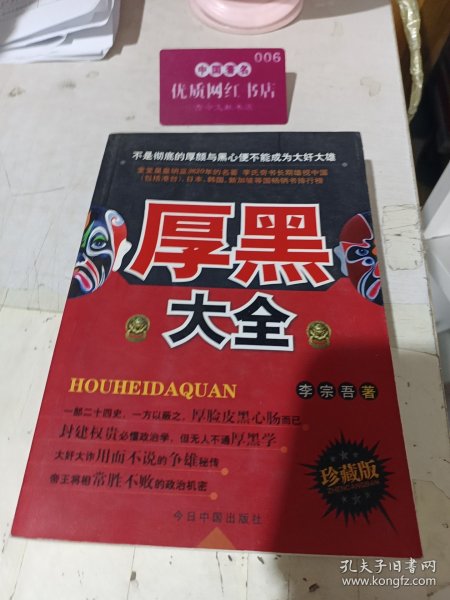 006
中国著名
优质网红书店
不是彻底的厚颜与黑心便不能成为大奸大雄
厚黑
大全
HOUHEIDAQUAN
李宗吾著
一部二十四史,一方以蔽之,厚脸皮黑心肠而已
封建权贵必懂政治学,但无人不通厚黑学
大奸大诈用而不说的争雄秘传
帝王将相常胜不败的政治机密
珍藏版
ZHENCANGBAN
今日中国出版社
孔夫子旧书网
www.kongfz.com